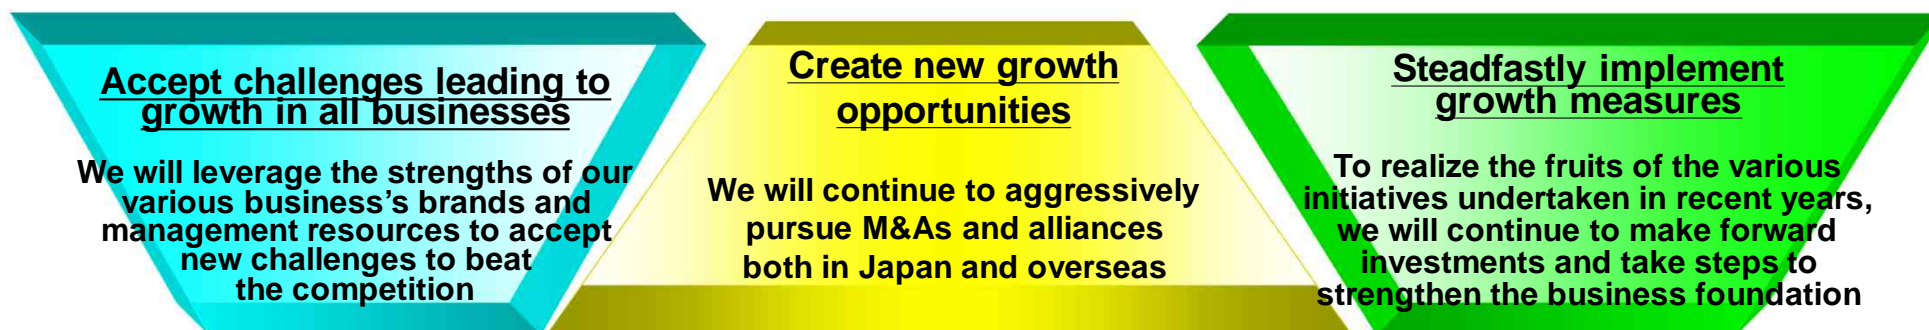 Accept challenges leading to
growth in all businesses
We will leverage the strengths of our
various business’s brands and
management resources to accept
new challenges to beat
the competition
Create new growth
opportunities
We will continue to aggressively
pursue M&As and alliances
both in Japan and overseas
Steadfastly implement
growth measures
To realize the fruits of the various
initiatives undertaken in recent years,
we will continue to make forward
investments and take steps to
strengthen the business foundation